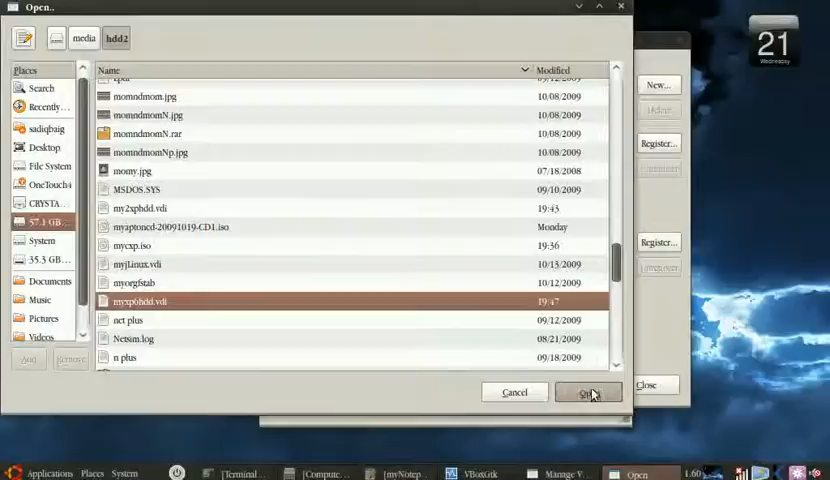 Open..
media hdd2
Places
Name Modified
Search
Recently...
sadiqbaig
Desktop
File System
OneTouch4
CRYSTA...
57.1 GB...
System
35.3 GB...
Documents
Music
Pictures
Videos
momndmom.jpg 10/08/2009
momndmomN.jpg 10/08/2009
momndmomN.rar 10/08/2009
momndmomNp.jpg 10/08/2009
momy.jpg 07/18/2008
MSDOS.SYS 09/10/2009
my2xphdd.vdi 19:43
myaptoncd-20091019-CD1.iso Monday
mycxp.iso 19:36
myjLinux.vdi 10/13/2009
myorgfstab 10/12/2009
myxp6hdd.vdi 19:47
net plus 09/12/2009
Netsim.log 08/21/2009
n plus 09/18/2009
Add Remove
Cancel
New...
Delete
Register...
Register...
Close
21
Wednesday
Applications Places System
[Terminal
[Compute...
[myNotep...
VBoxGtk
Manage V...
Open
1.60